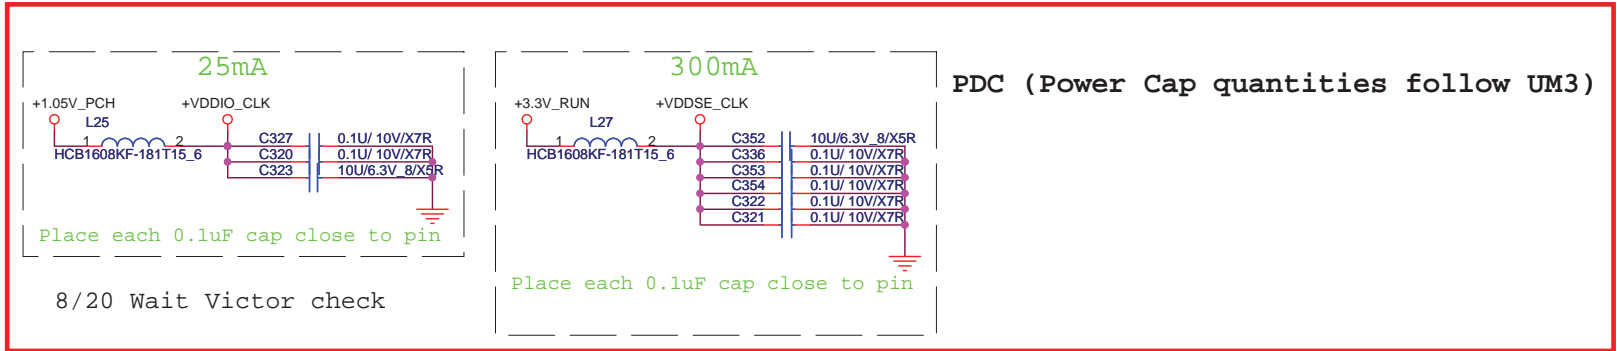 25mA
+1.05V_PCH
+VDDIO_CLK
L25
1
2
HCB1608KF-181T15_6
C327
0.1U/ 10V/X7R
C320
0.1U/ 10V/X7R
C323
10U/6.3V_8/X5R
Place each 0.1uF cap close to pin
8/20 Wait Victor check
300mA
+3.3V_RUN
+VDDSE_CLK
L27
1
2
HCB1608KF-181T15_6
C352
10U/6.3V_8/X5R
C336
0.1U/ 10V/X7R
C353
0.1U/ 10V/X7R
C354
0.1U/ 10V/X7R
C322
0.1U/ 10V/X7R
C321
0.1U/ 10V/X7R
Place each 0.1uF cap close to pin
PDC (Power Cap quantities follow UM3)